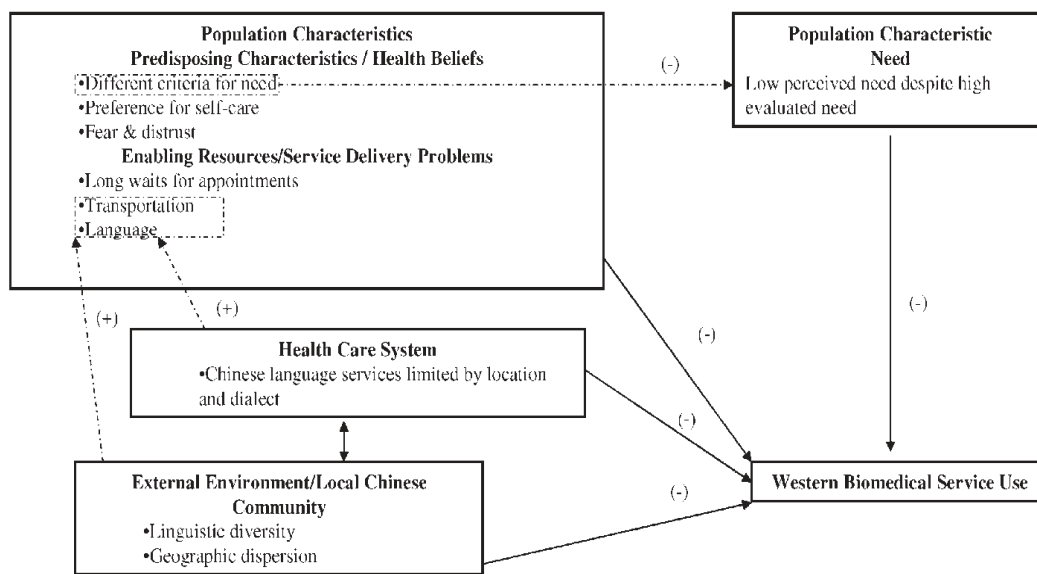 Population Characteristics
Predisposing Characteristics / Health Beliefs
•Different criteria for need
•Preference for self-care
•Fear & distrust
Enabling Resources/Service Delivery Problems
•Long waits for appointments
•Transportation
•Language
(-)
Population Characteristic
Need
Low perceived need despite high
evaluated need
(+)
(+)
(-)
(-)
Health Care System
•Chinese language services limited by location
and dialect
(-)
External Environment/Local Chinese
Community
•Linguistic diversity
•Geographic dispersion
(-)
Western Biomedical Service Use